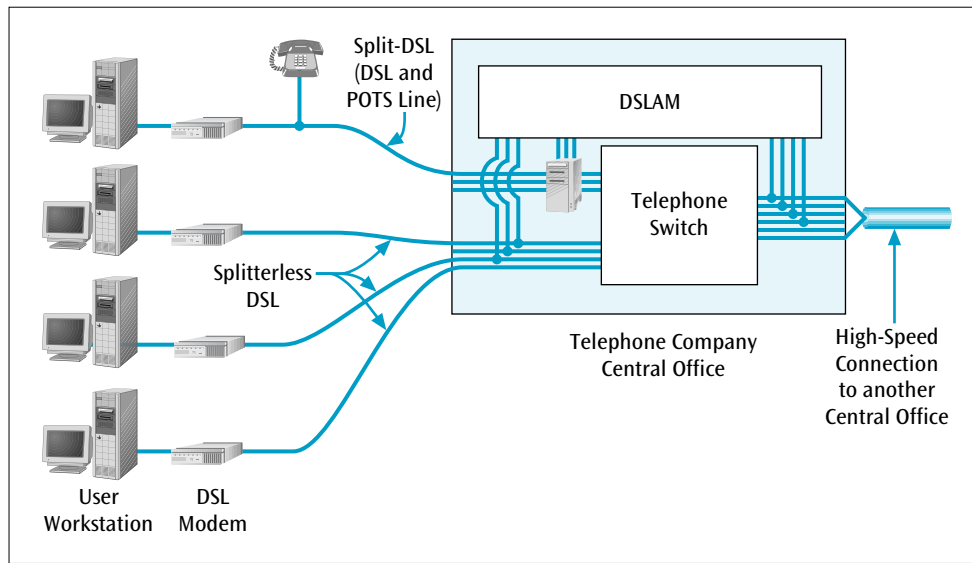 Split-DSL
(DSL and
POTS Line)
DSLAM
Telephone
Switch
Splitterless
DSL
Telephone Company
Central Office
High-Speed
Connection
to another
Central Office
User
Workstation
DSL
Modem